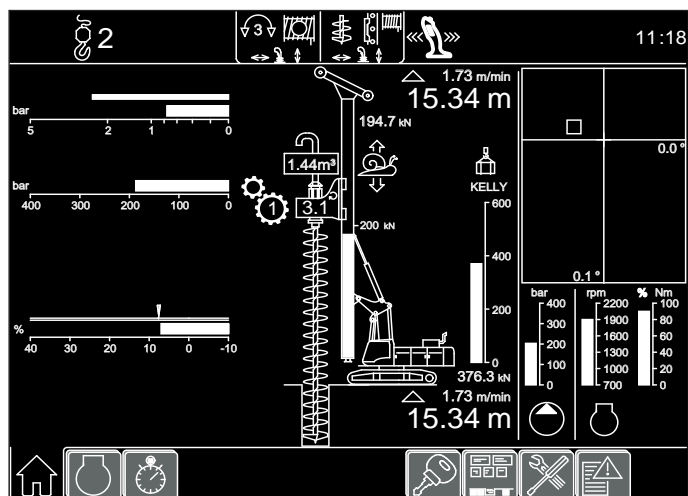 2
3
11:18
1.73 m/min
15.34 m
194.7 kN
bar
5 2 1 0
1.44m³
0.0 °
KELLY
bar
400 300 200 100 0
1
3.1
600
200 kN
400
200
0
0.1 °
376.3 kN
bar
400
300
200
100
0
rpm
2200
1900
1600
1300
1000
700
% Nm
100
80
60
40
20
0
%
40 30 20 10 0 -10
1.73 m/min
15.34 m